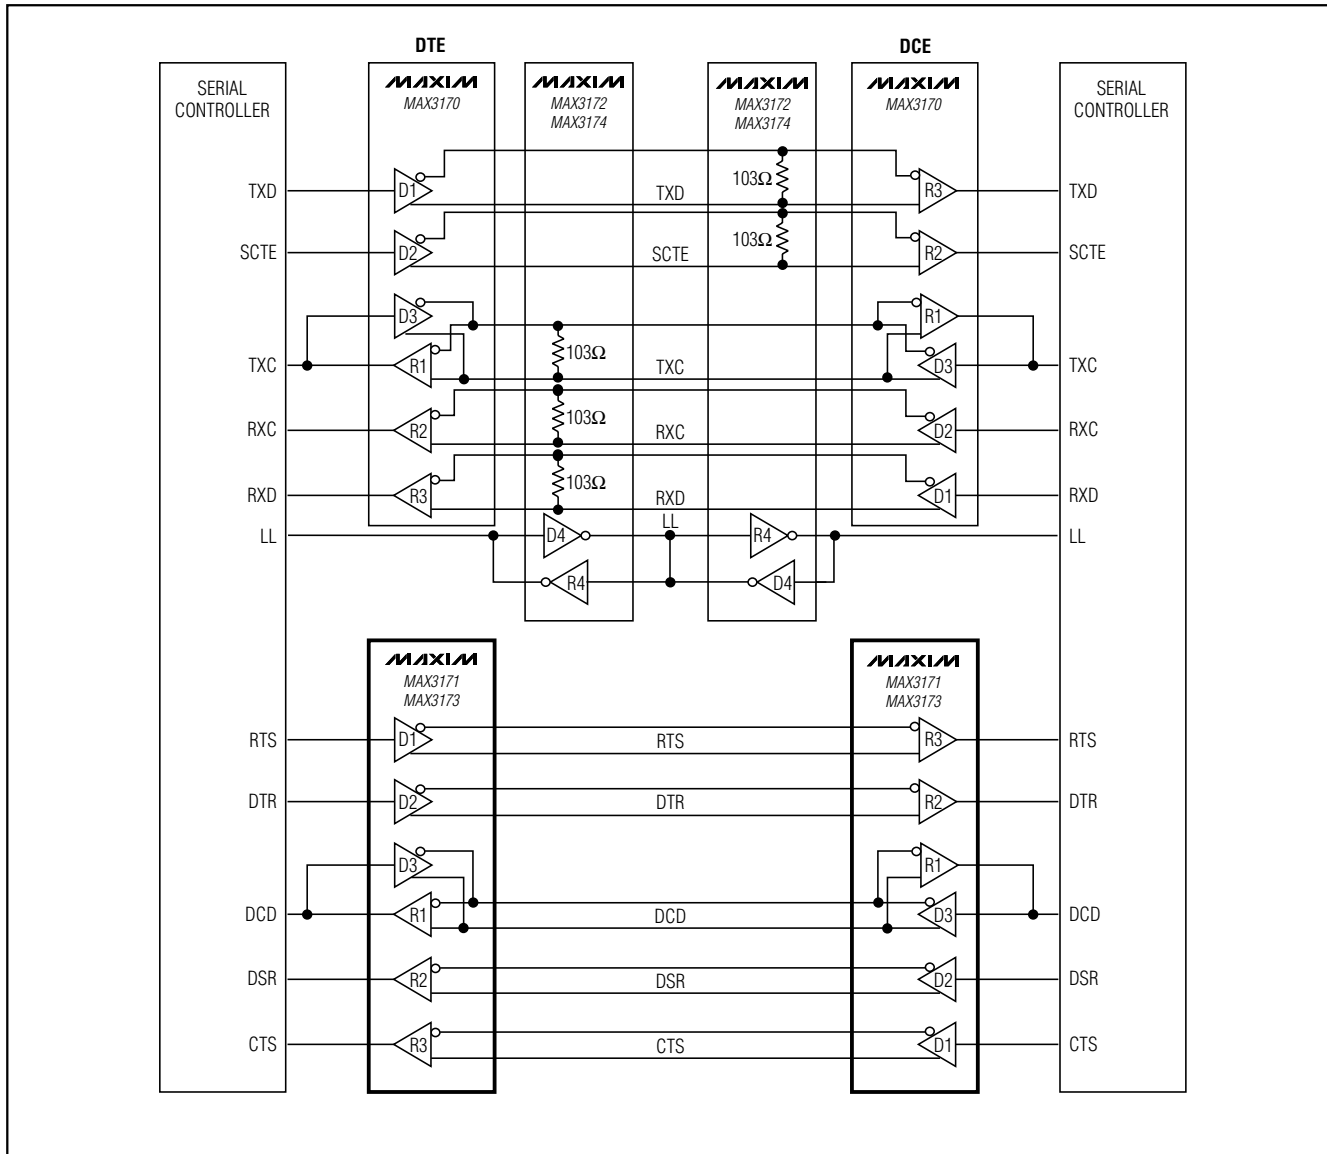 DTE
DCE
SERIAL
CONTROLLER
MAXIM
MAX3170
MAXIM
MAX3172
MAX3174
MAXIM
MAX3172
MAX3174
MAXIM
MAX3170
SERIAL
CONTROLLER
TXD
D1
TXD
103Ω
R3
TXD
SCTE
D2
SCTE
103Ω
R2
SCTE
D3
R1
TXC
R1
103Ω
TXC
D3
TXC
RXC
R2
103Ω
RXC
D2
RXC
RXD
R3
103Ω
RXD
D1
RXD
LL
D4
LL
R4
LL
R4
D4
MAXIM
MAX3171
MAX3173
MAXIM
MAX3171
MAX3173
RTS
D1
RTS
R3
RTS
DTR
D2
DTR
R2
DTR
D3
R1
DCD
R1
DCD
D3
DCD
DSR
R2
DSR
D2
DSR
CTS
R3
CTS
D1
CTS